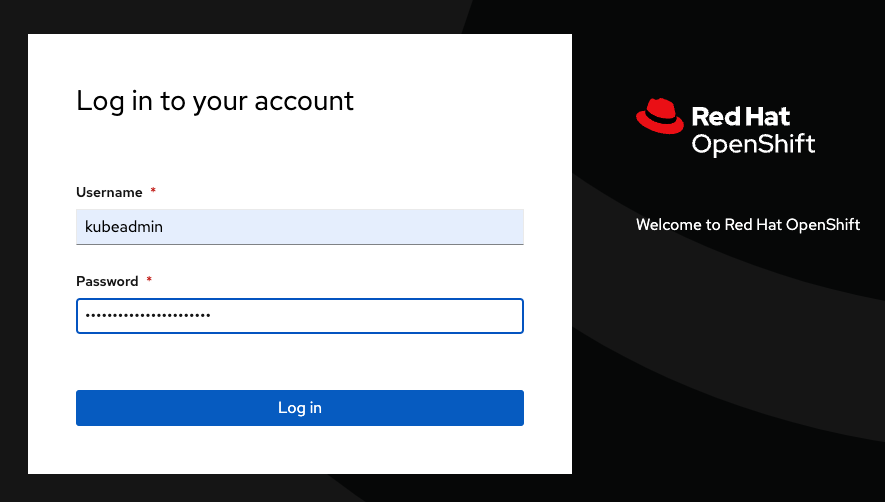 Log in to your account
Username *
kubeadmin
Password *
•••••••••••••••••••••••
Log in
Red Hat
OpenShift
Welcome to Red Hat OpenShift